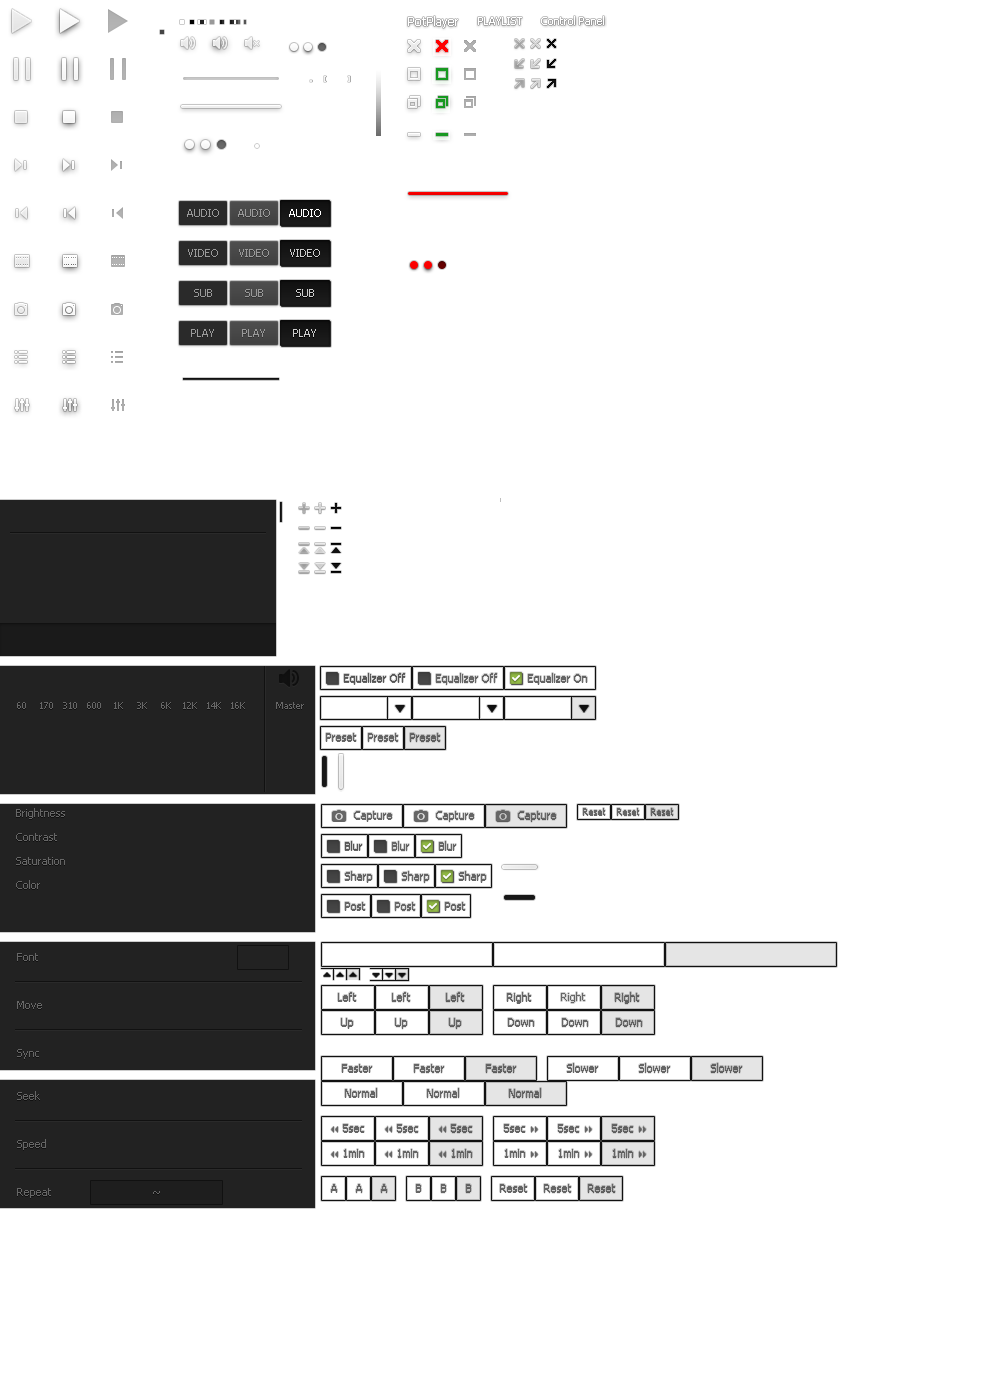 PotPlayer PLAYLIST Control Panel
AUDIO AUDIO AUDIO
VIDEO VIDEO VIDEO
SUB SUB SUB
PLAY PLAY PLAY
Equalizer Off Equalizer Off Equalizer On
60 170 310 600 1K 3K 6K 12K 14K 16K Master
Preset Preset Preset
Brightness
Contrast
Saturation
Color
Capture Capture Capture Reset Reset Reset
Blur Blur Blur
Sharp Sharp Sharp
Post Post Post
Font
Move
Sync
Left Left Left Right Right Right
Up Up Up Down Down Down
Faster Faster Faster Slower Slower Slower
Normal Normal Normal
Seek
Speed
Repeat ~
5sec 5sec 5sec 5sec 5sec 5sec
1min 1min 1min 1min 1min 1min
A A A B B B Reset Reset Reset